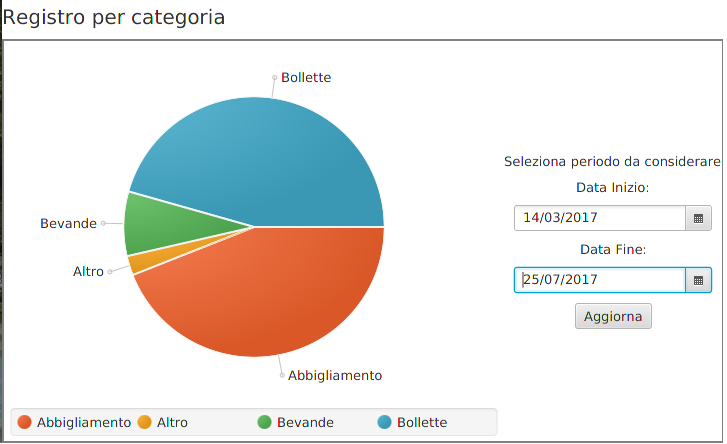 Registro per categoria
Bollette
Bevande
Altro
Abbigliamento
Abbigliamento Altro Bevande Bollette
Seleziona periodo da considerare
Data Inizio:
14/03/2017
Data Fine:
25/07/2017
Aggiorna